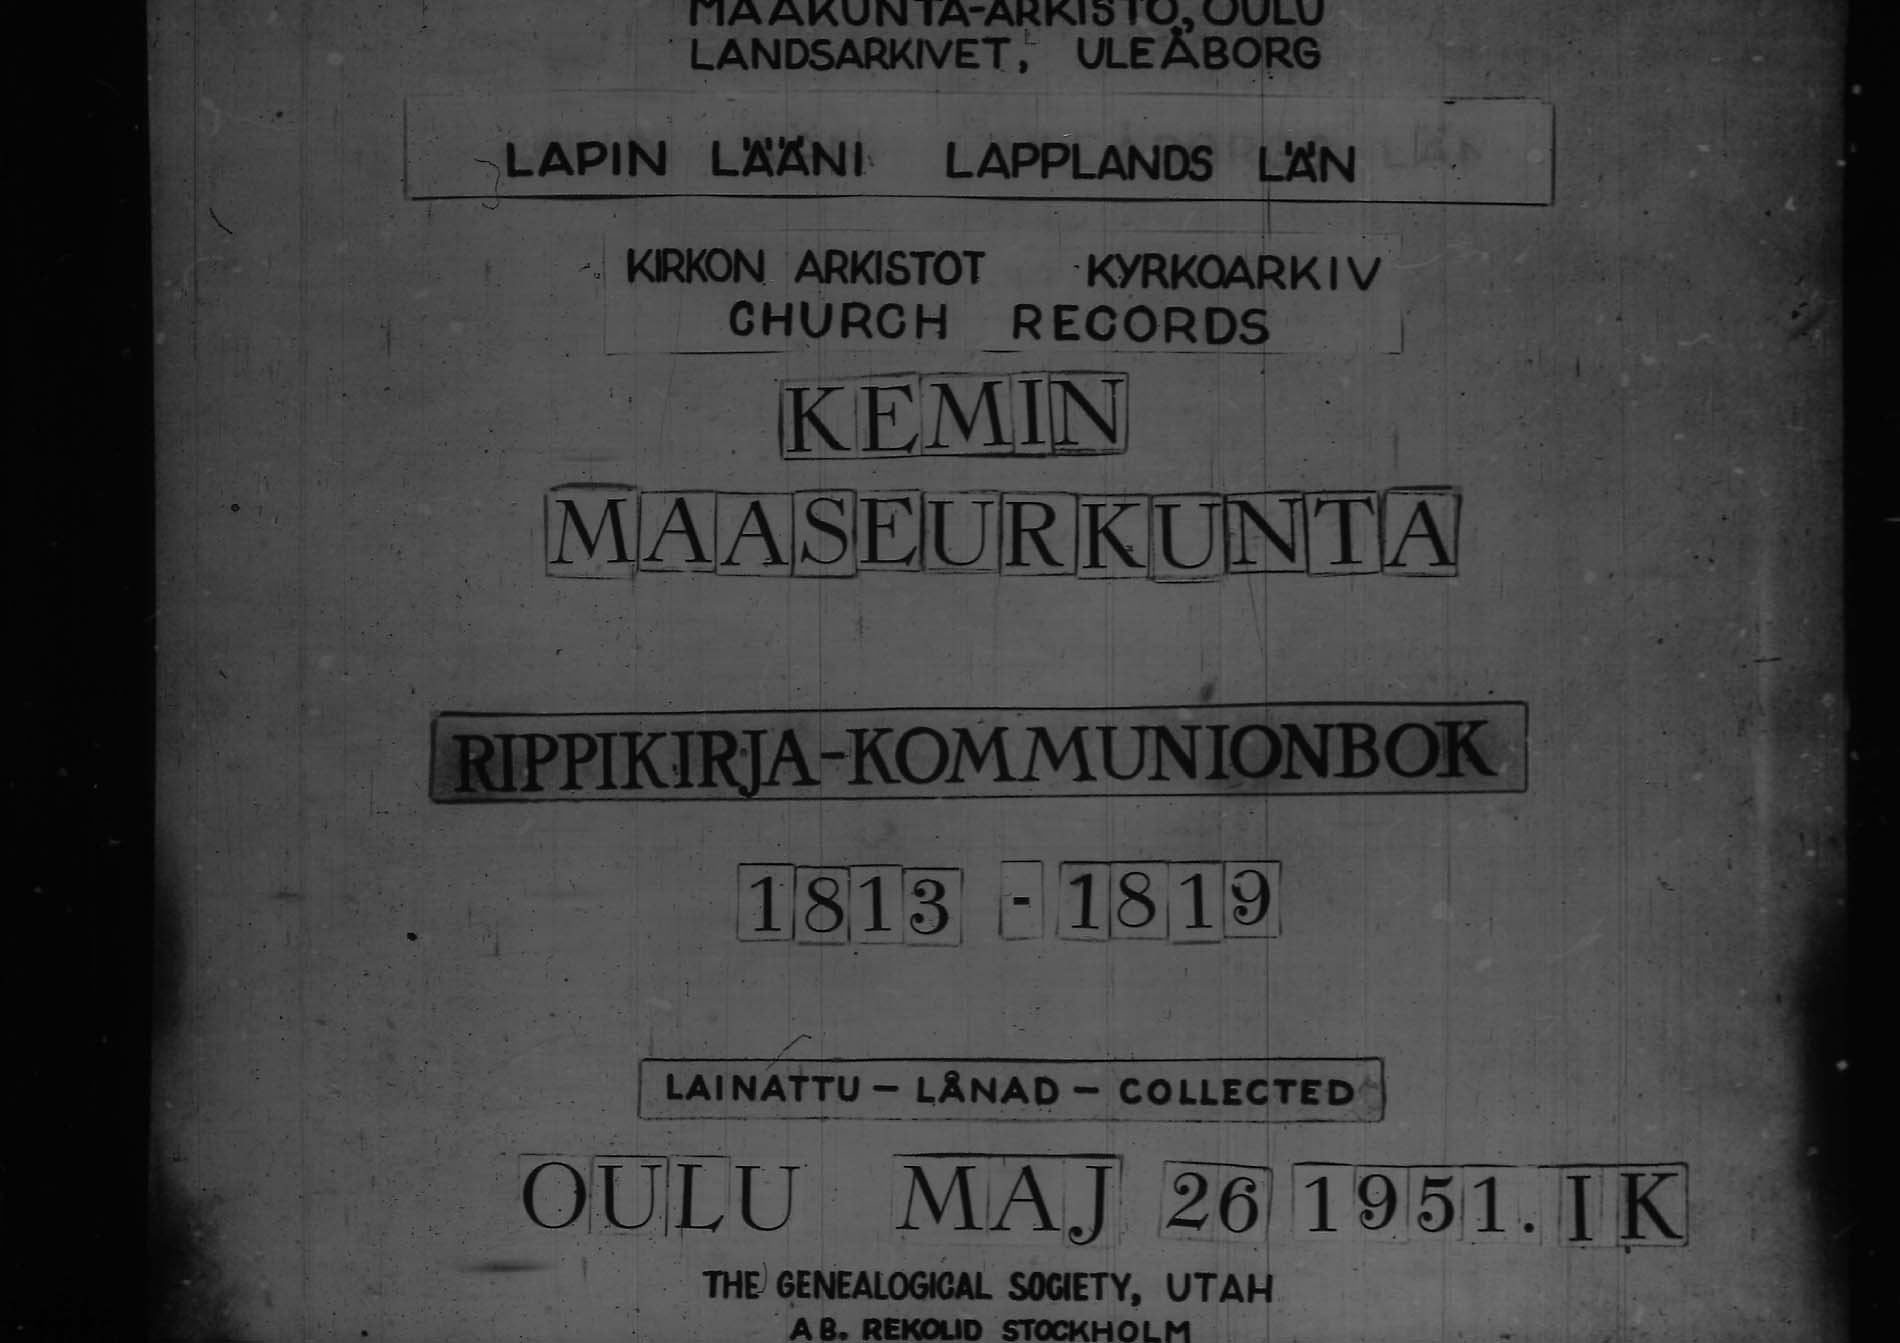 MAAKUNTA-ARKISTO, OULU
LANDSARKIVET, ULEÅBORG
LAPIN LÄÄNI LAPPLANDS LÄN
KIRKON ARKISTOT KYRKOARKIV
CHURCH RECORDS
KEMIN
MAASEURKUNTA
RIPPIKIRJA-KOMMUNIONBOK
1813 - 1819
LAINATTU - LÅNAD - COLLECTED
OULU MAJ 26 1951. IK
THE GENEALOGICAL SOCIETY, UTAH
AB. REKOLID STOCKHOLM